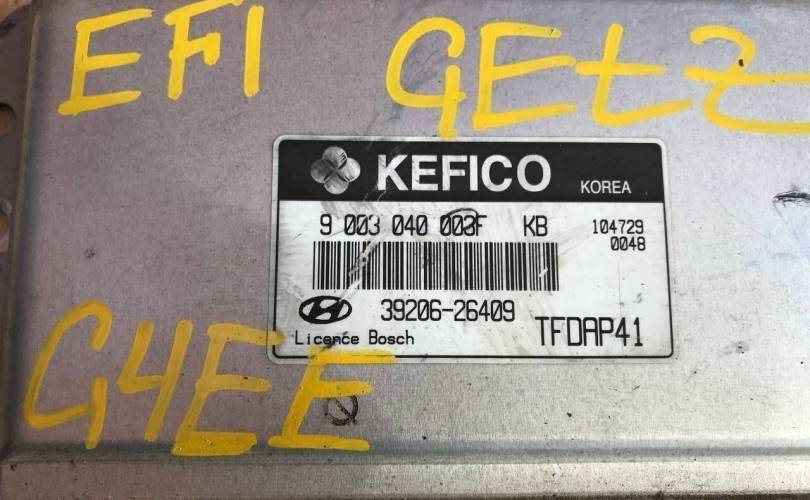 EFI GEtz
KEFICO KOREA
9 003 040 003F KB 104729
0048
39206-26409
Licence Bosch TFDAP41
G4EE